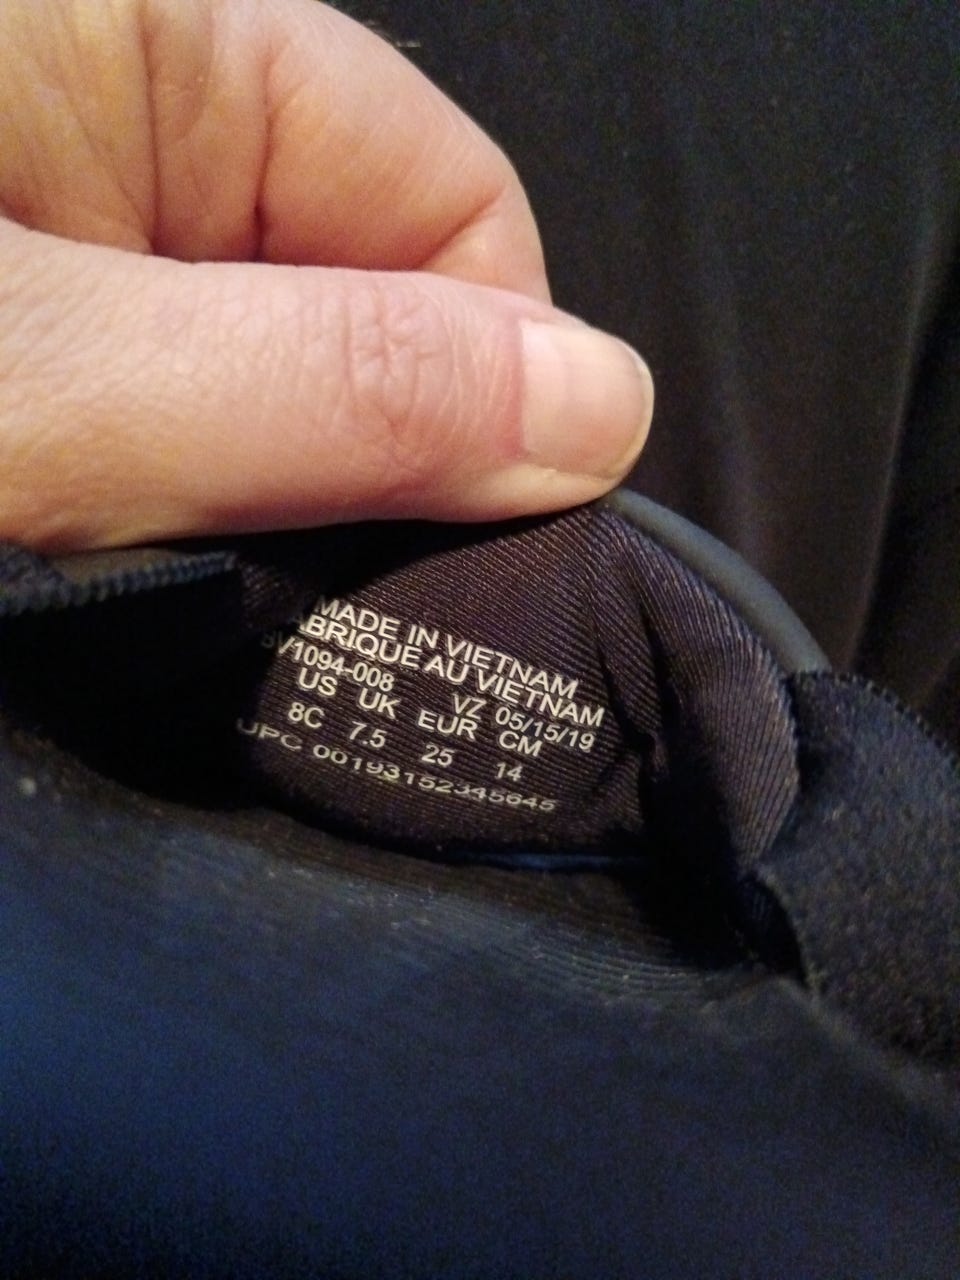 MADE IN VIETNAM
ABRIQUE AU VIETNAM
BV1094-008 VZ 05/15/19
US UK EUR CM
8C 7.5 25 14
UPC 00193152345645